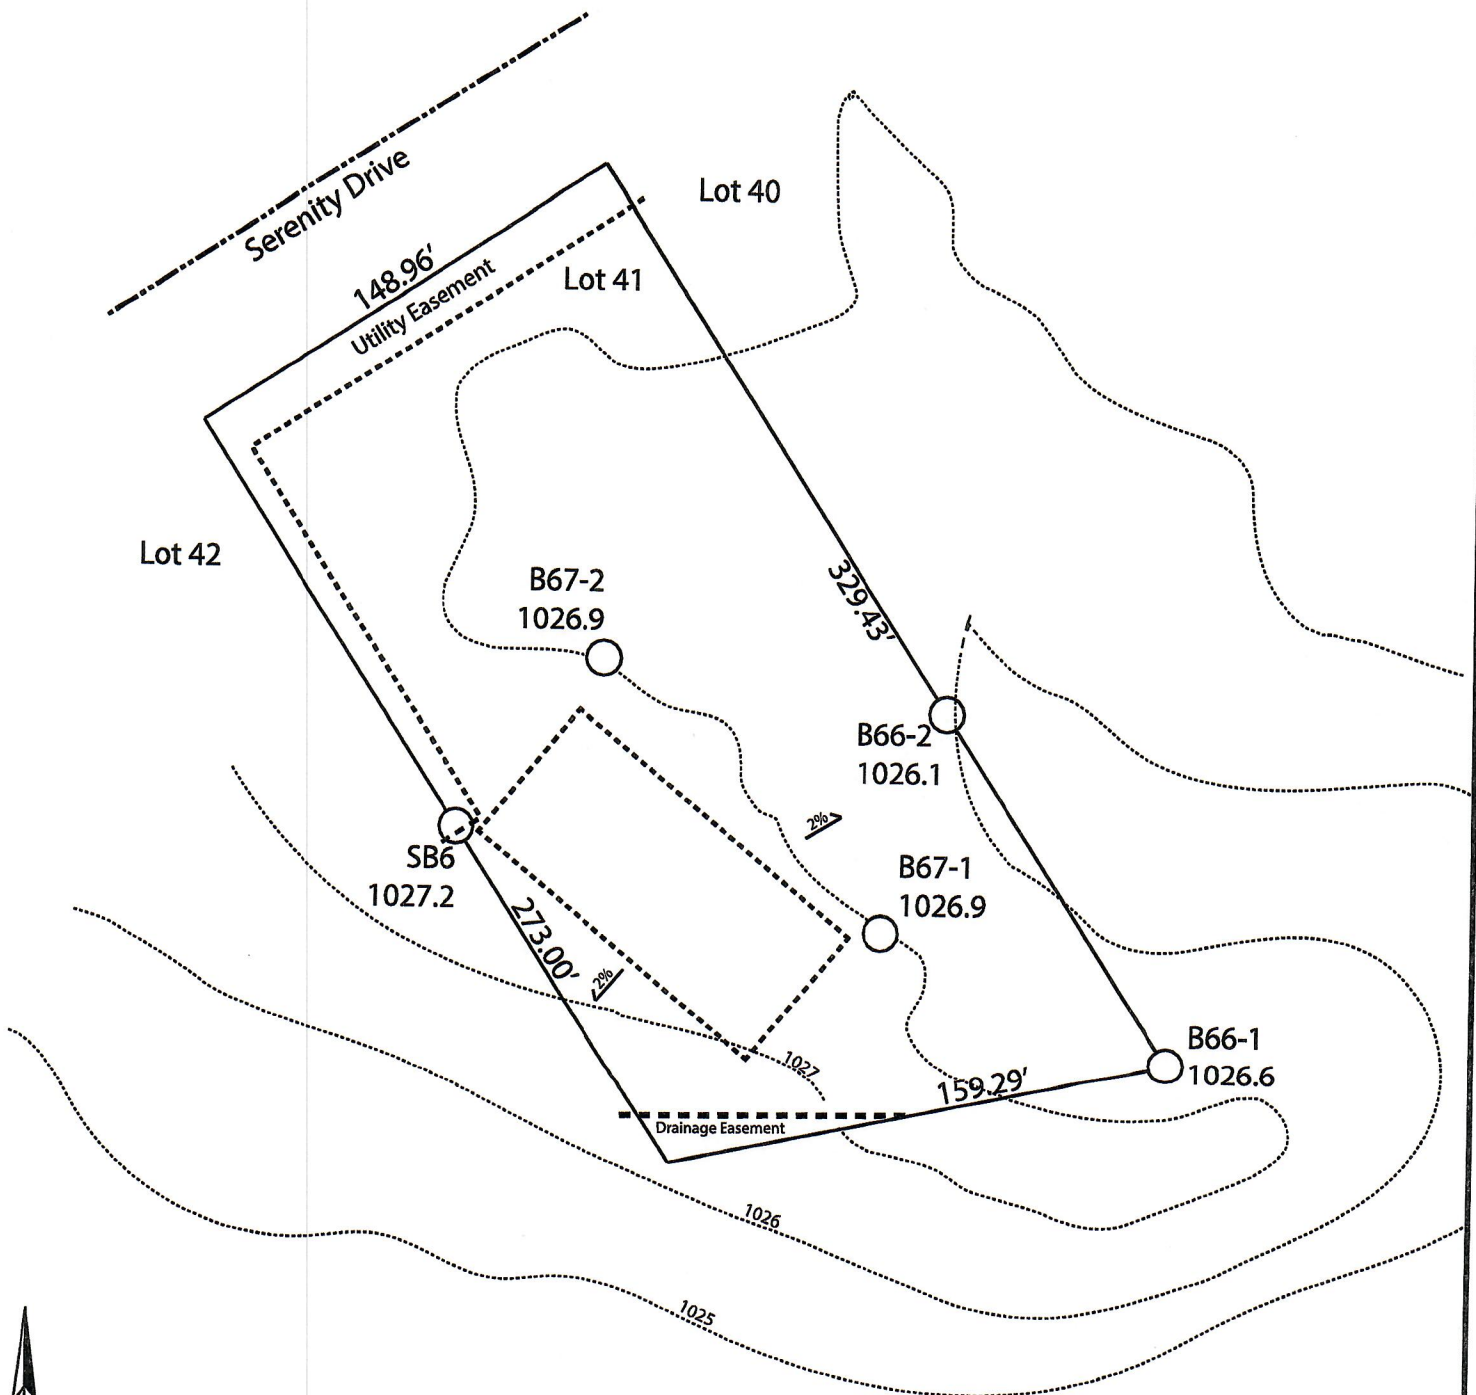 Serenity Drive
Lot 40
148.96'
Utility Easement
Lot 41
Lot 42
B67-2
1026.9
329.43'
B66-2
1026.1
2%
SB6
1027.2
B67-1
1026.9
273.00'
2%
1027
B66-1
1026.6
159.29'
Drainage Easement
1026
1025